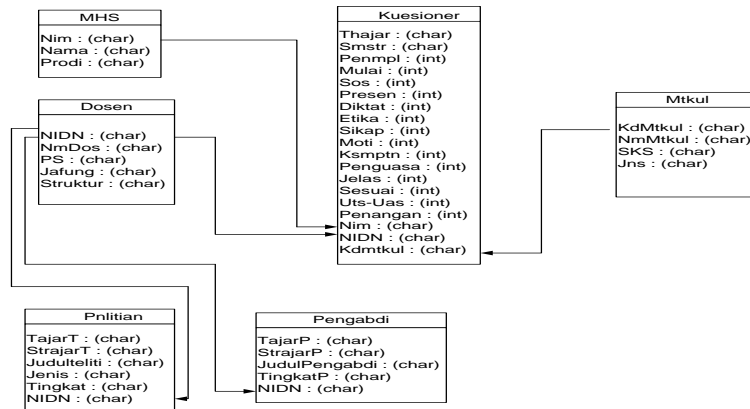 MHS
Nim : (char)
Nama : (char)
Prodi : (char)
Kuesioner
Thajar : (char)
Smstr : (char)
Penmpl : (int)
Mulai : (int)
Sos : (int)
Presen : (int)
Diktat : (int)
Etika : (int)
Sikap : (int)
Moti : (int)
Ksmptn : (int)
Penguasa : (int)
Jelas : (int)
Sesuai : (int)
Uts-Uas : (int)
Penangan : (int)
Nim : (char)
NIDN : (char)
Kdmtkul : (char)
Mtkul
KdMtkul : (char)
NmMtkul : (char)
SKS : (char)
Jns : (char)
Dosen
NIDN : (char)
NmDos : (char)
PS : (char)
Jafung : (char)
Struktur : (char)
Pnlitian
TajarT : (char)
StrajarT : (char)
Judulteliti : (char)
Jenis : (char)
Tingkat : (char)
NIDN : (char)
Pengabdi
TajarP : (char)
StrajarP : (char)
JudulPengabdi : (char)
TingkatP : (char)
NIDN : (char)